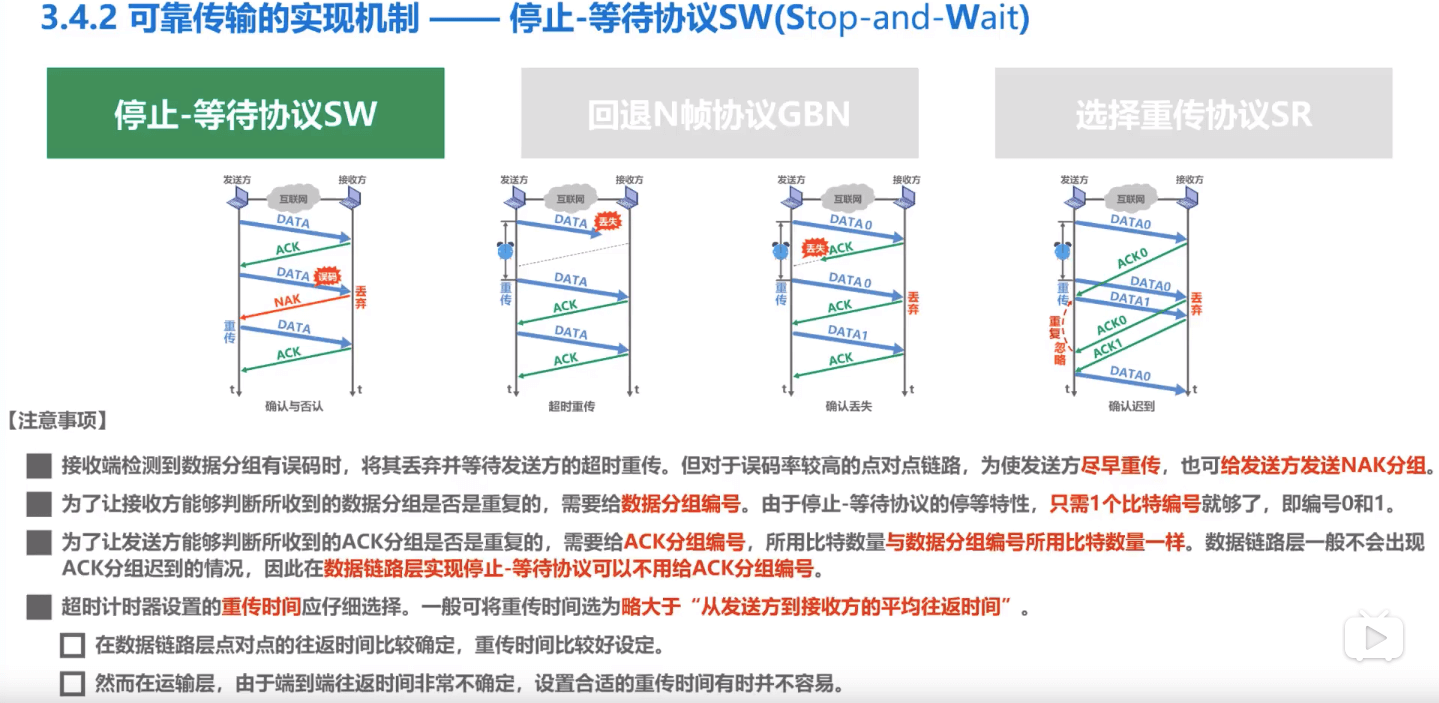 3.4.2 可靠传输的实现机制 —— 停止-等待协议SW(Stop-and-Wait)
停止-等待协议SW
回退N帧协议GBN
选择重传协议SR
发送方
接收方
互联网
DATA
ACK
DATA
误码
NAK
丢弃
重传
DATA
ACK
t
t
确认与否认
发送方
接收方
互联网
DATA
丢失
重传
DATA
ACK
DATA
ACK
t
t
超时重传
发送方
接收方
互联网
DATA0
丢失
ACK
重传
DATA0
丢弃
ACK
DATA1
ACK
t
t
确认丢失
发送方
接收方
互联网
DATA0
ACK0
重传
DATA0
丢弃
DATA1
重复
忽略
ACK0
ACK1
DATA0
t
t
确认迟到
【注意事项】
接收端检测到数据分组有误码时，将其丢弃并等待发送方的超时重传。但对于误码率较高的点对点链路，为使发送方尽早重传，也可给发送方发送NAK分组。
为了让接收方能够判断所收到的数据分组是否是重复的，需要给数据分组编号。由于停止-等待协议的停等特性，只需1个比特编号就够了，即编号0和1。
为了让发送方能够判断所收到的ACK分组是否是重复的，需要给ACK分组编号，所用比特数量与数据分组编号所用比特数量一样。数据链路层一般不会出现
ACK分组迟到的情况，因此在数据链路层实现停止-等待协议可以不用给ACK分组编号。
超时计时器设置的重传时间应仔细选择。一般可将重传时间选为略大于“从发送方到接收方的平均往返时间”。
在数据链路层点对点的往返时间比较确定，重传时间比较好设定。
然而在运输层，由于端到端往返时间非常不确定，设置合适的重传时间有时并不容易。